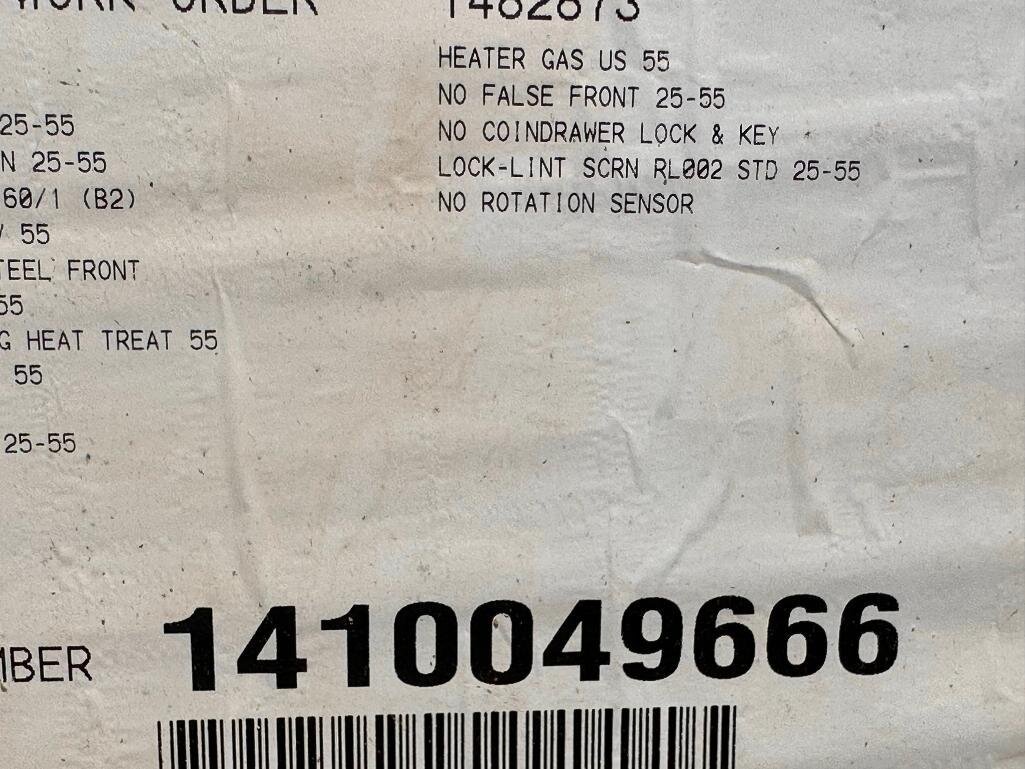 WORK ORDER 1482873
HEATER GAS US 55
NO FALSE FRONT 25-55
25-55 NO COINDRAWER LOCK & KEY
N 25-55 LOCK-LINT SCRN RL002 STD 25-55
60/1 (B2) NO ROTATION SENSOR
55
TEEL FRONT
55
G HEAT TREAT 55
55
25-55
MBER 1410049666